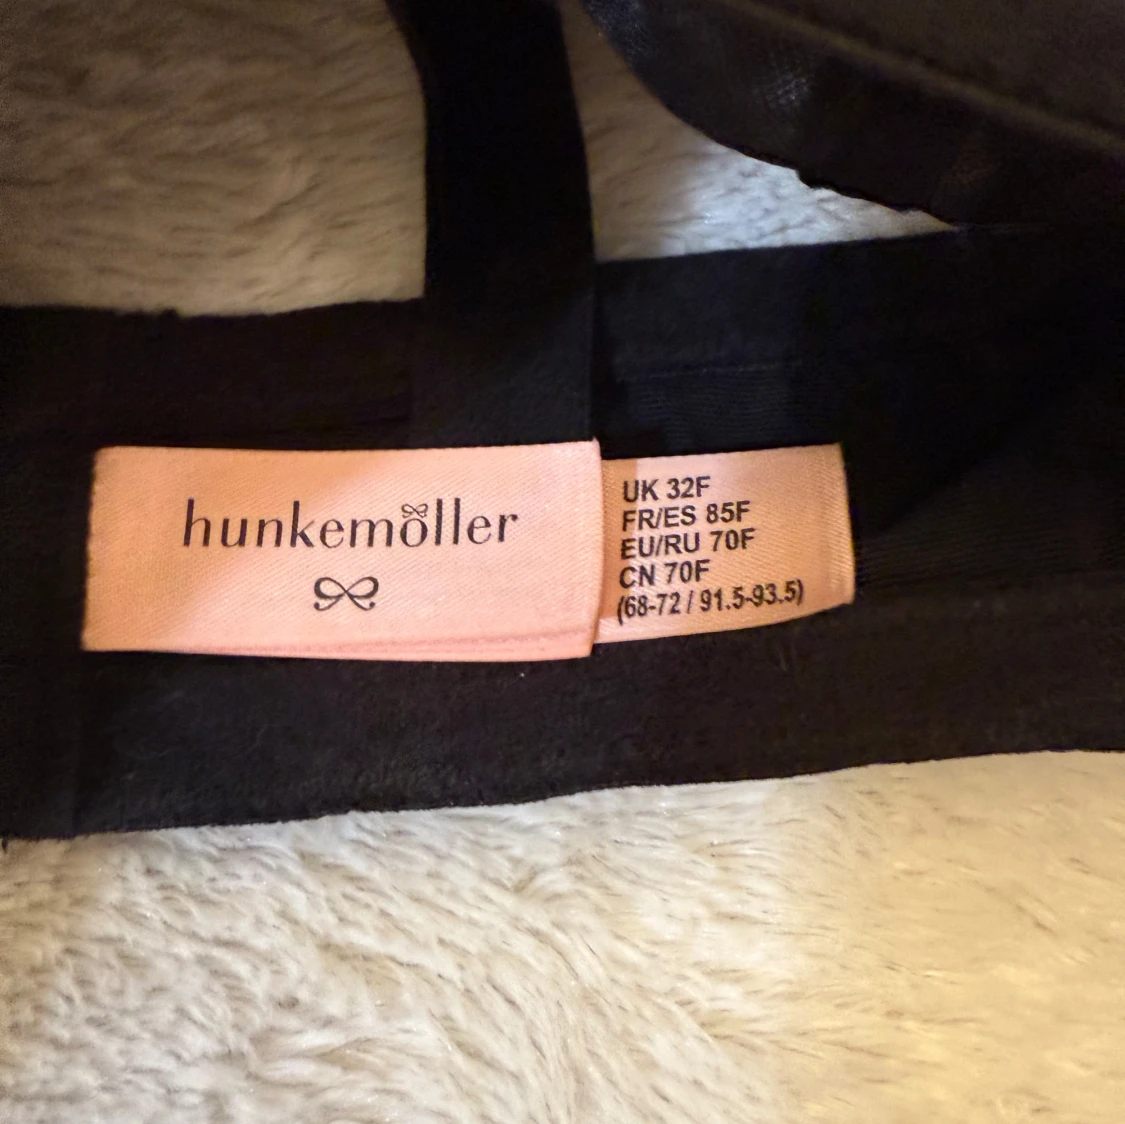 hunkemöller
UK 32F
FR/ES 85F
EU/RU 70F
CN 70F
(68-72 / 91.5-93.5)